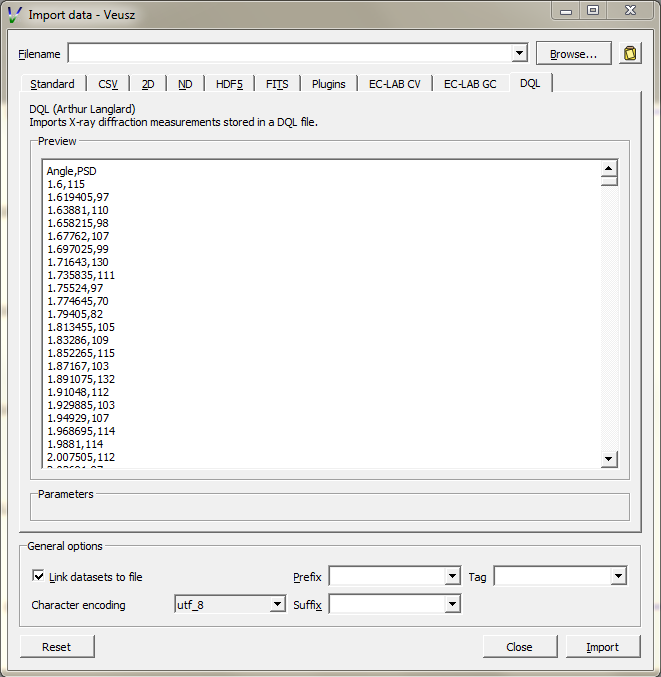 Import data - Veusz
Filename
Browse...
Standard CSV 2D ND HDF5 FITS Plugins EC-LAB CV EC-LAB GC DQL
DQL (Arthur Langlard)
Imports X-ray diffraction measurements stored in a DQL file.
Preview
Angle,PSD
1.6,115
1.619405,97
1.63881,110
1.658215,98
1.67762,107
1.697025,99
1.71643,130
1.735835,111
1.75524,97
1.774645,70
1.79405,82
1.813455,105
1.83286,109
1.852265,115
1.87167,103
1.891075,132
1.91048,112
1.929885,103
1.94929,107
1.968695,114
1.9881,114
2.007505,112
Parameters
General options
Link datasets to file Prefix Tag
Character encoding utf_8 Suffix
Reset Close Import